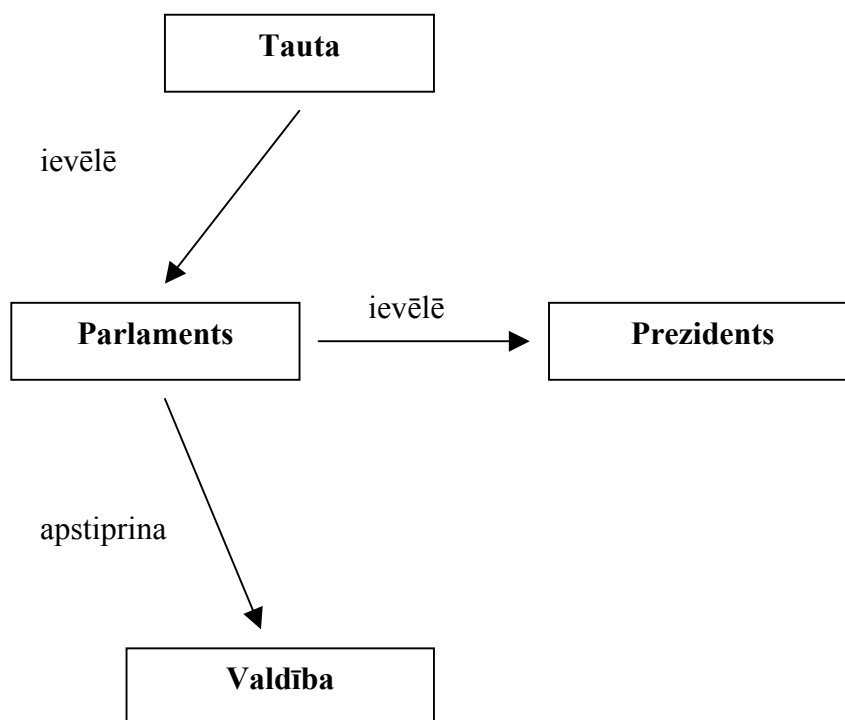 Tauta
ievēlē
ievēlē
Parlaments
Prezidents
apstiprina
Valdība